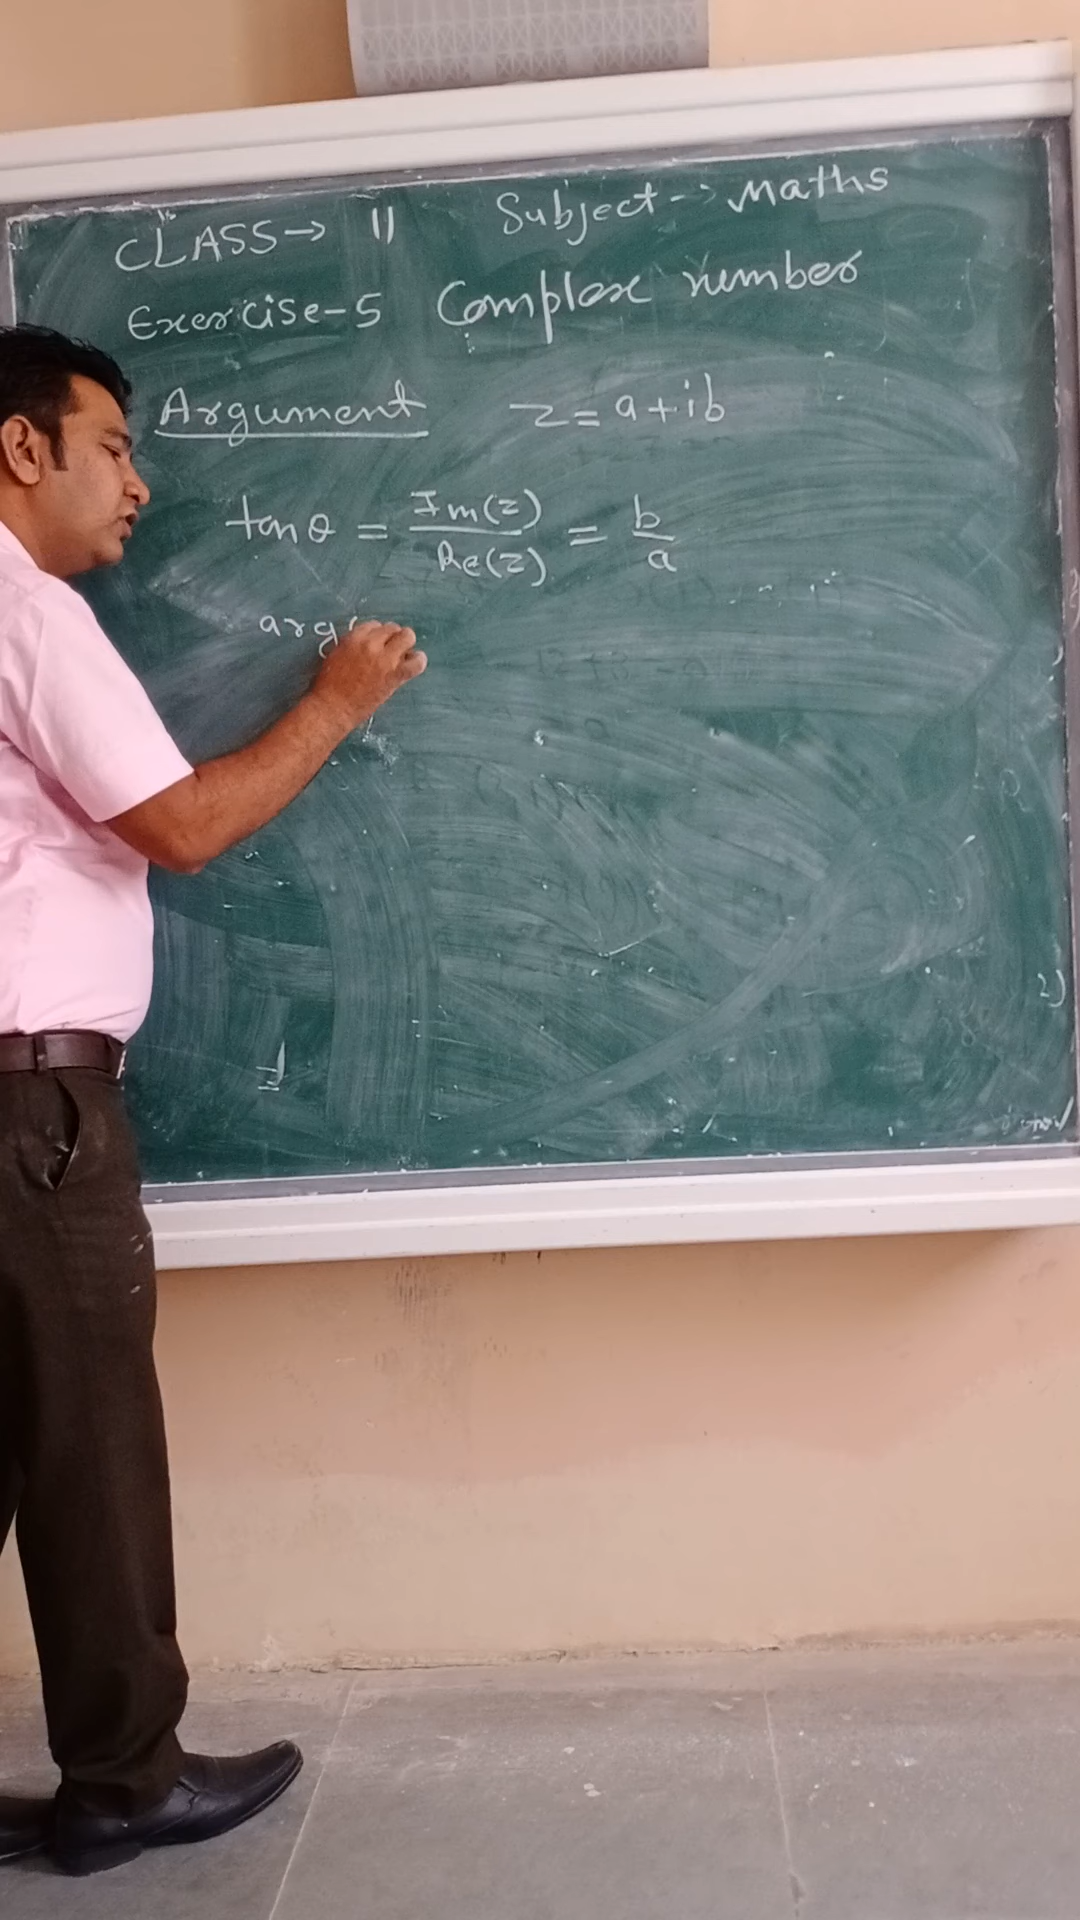 CLASS→ 11 Subject→ Maths
Exercise-5 Complex number
Argument z=a+ib
tanθ = Im(z)/Re(z) = b/a
arg(